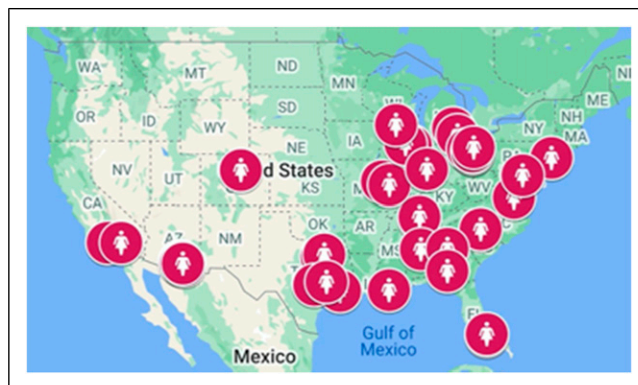 WA
MT
ND
MN
ME
OR
ID
SD
NH
WY
NY
MA
IA
NE
NV
UT
d States
CA
KS
KY
WV
OK
AZ
NM
AR
MS
Gulf of
Mexico
Mexico